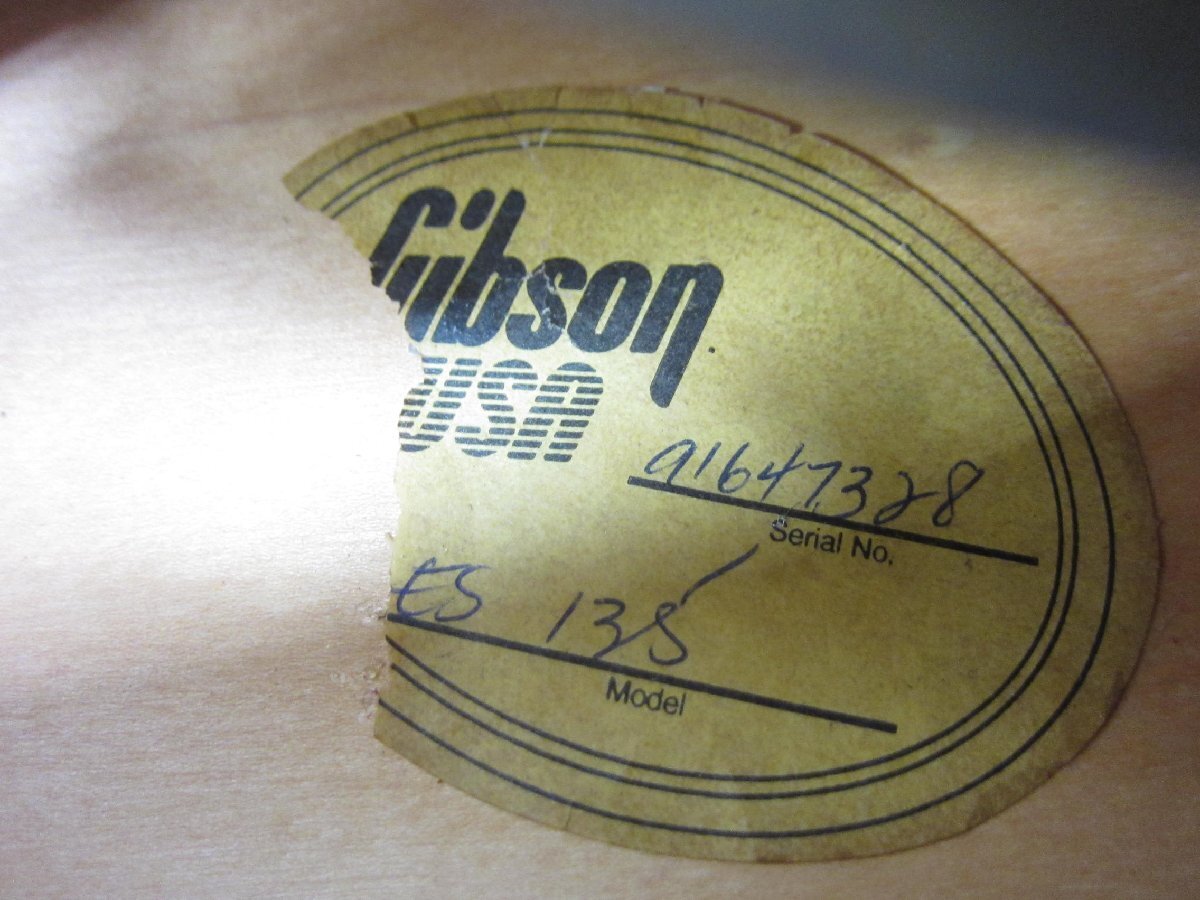 Gibson
USA
91647328
Serial No.
ES 135
Model